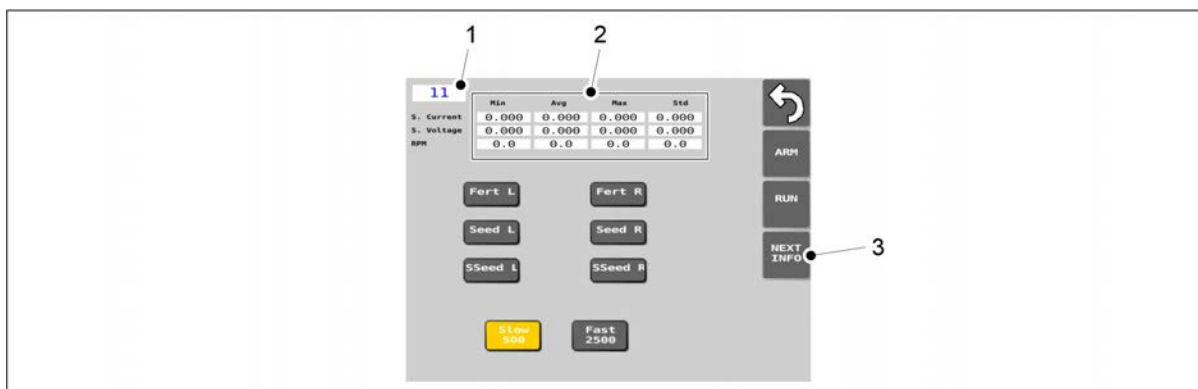 1
2
11
Min Avg Max Std
S. Current 0.000 0.000 0.000 0.000
S. Voltage 0.000 0.000 0.000 0.000
RPM 0.0 0.0 0.0 0.0
ARM
Fert L Fert R
RUN
Seed L Seed R
NEXT
INFO
3
SSeed L SSeed R
Slow
500
Fast
2500